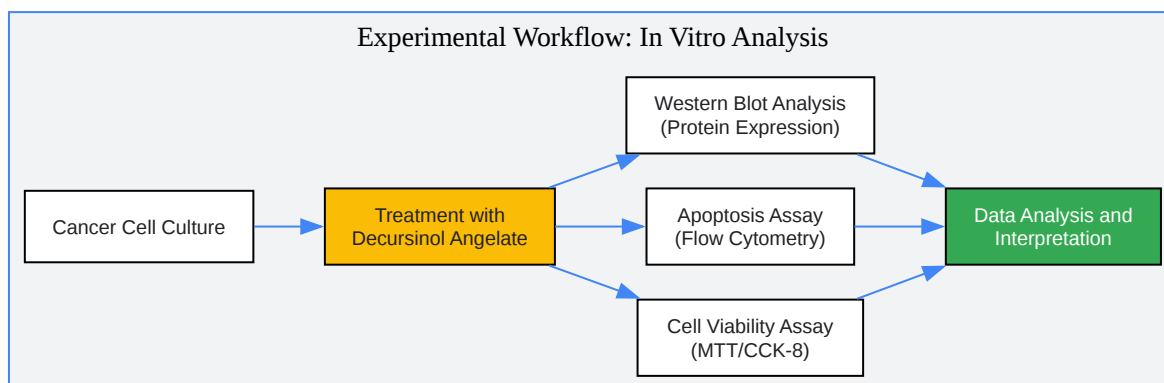 Experimental Workflow: In Vitro Analysis
Western Blot Analysis
(Protein Expression)
Cancer Cell Culture
Treatment with
Decursinol Angelate
Apoptosis Assay
(Flow Cytometry)
Data Analysis and
Interpretation
Cell Viability Assay
(MTT/CCK-8)